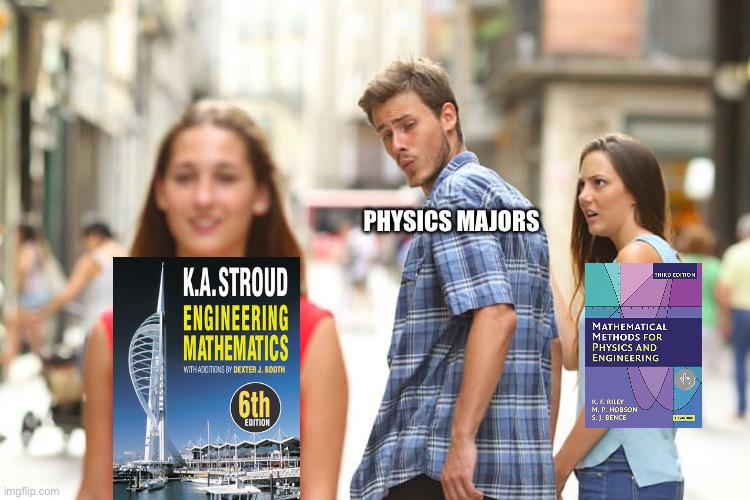 PHYSICS MAJORS
K.A.STROUD
ENGINEERING
MATHEMATICS
WITH ADDITIONS BY DEXTER J. BOOTH
6th
EDITION
THIRD EDITION
MATHEMATICAL
METHODS FOR
PHYSICS AND
ENGINEERING
K. F. RILEY
M. P. HOBSON
S. J. BENCE
imgflip.com